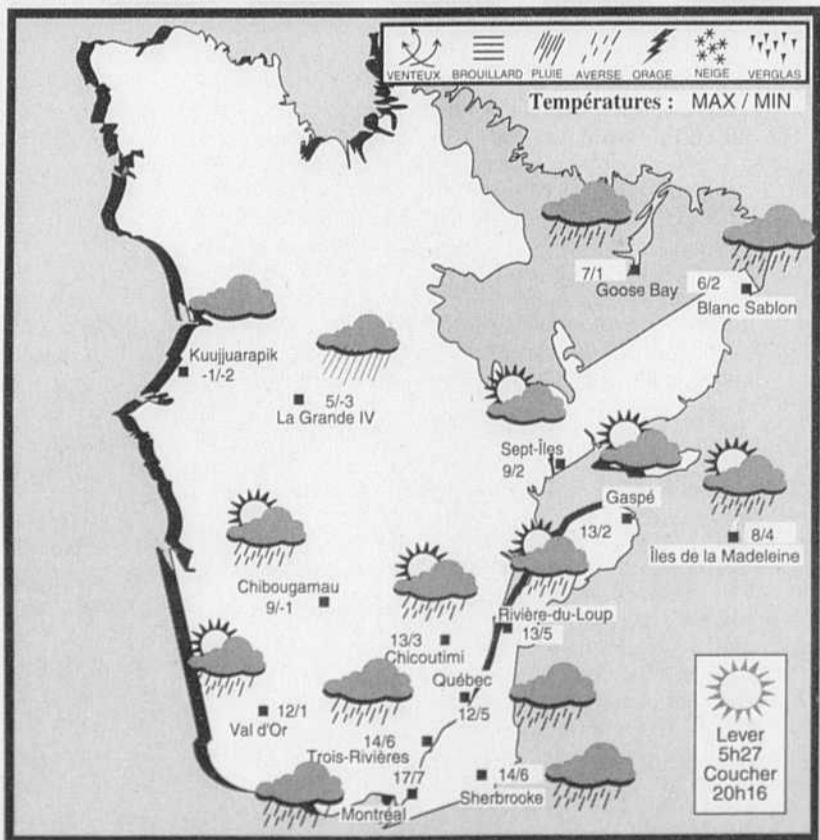 VENTEUX BROUILLARD PLUIE AVERSE ORAGE NEIGE VERGLAS
Températures : MAX / MIN
7/1
Goose Bay
6/2
Blanc Sablon
Kuujjuarapik
-1/-2
5/-3
La Grande IV
Sept-Îles
9/2
Gaspé
13/2
8/4
Îles de la Madeleine
Chibougamau
9/-1
Rivière-du-Loup
13/5
13/3
Chicoutimi
Québec
12/5
12/1
Val d'Or
14/6
Trois-Rivières
17/7
Montréal
14/6
Sherbrooke
Lever
5h27
Coucher
20h16